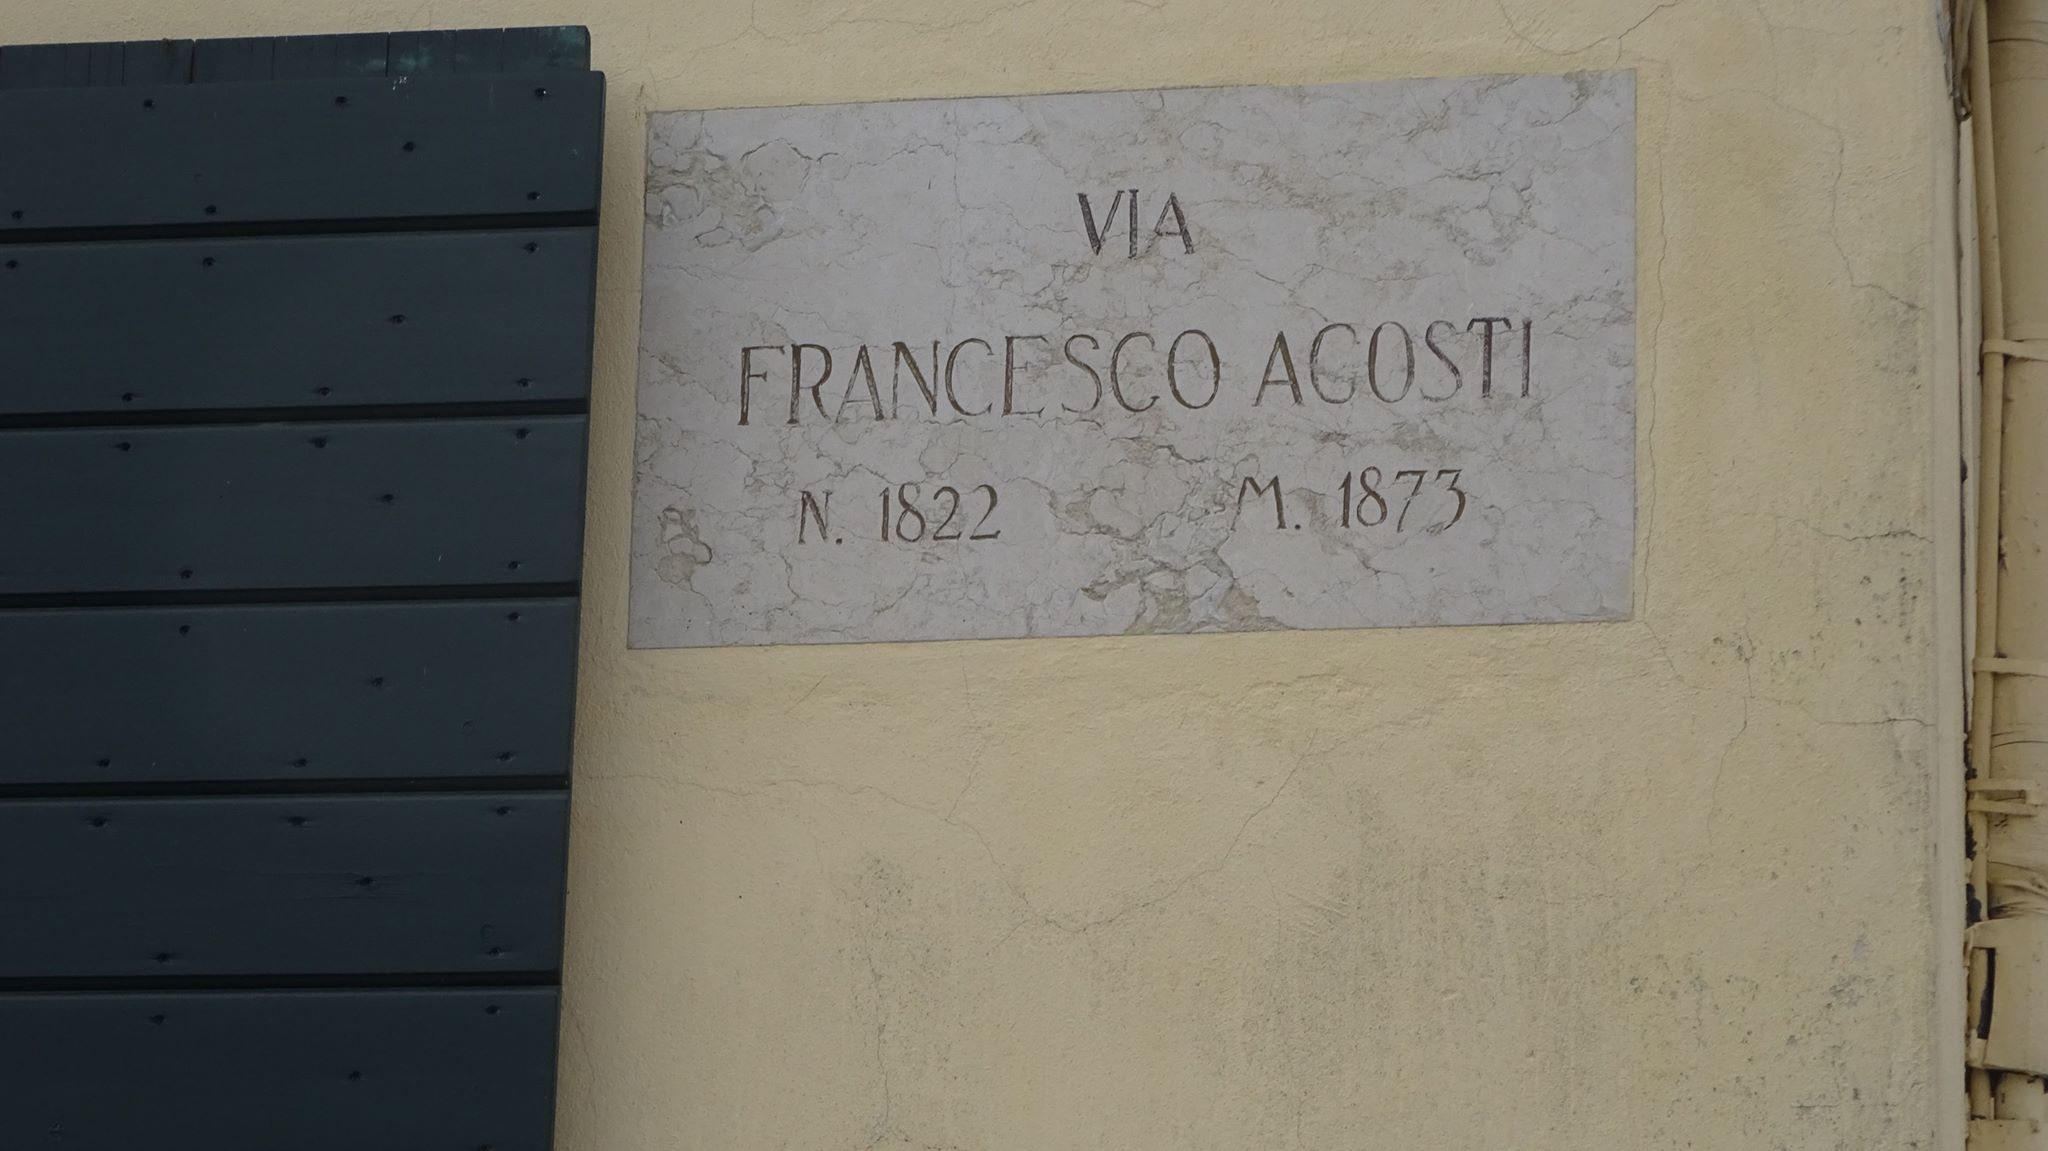 VIA
FRANCESCO AGOSTI
N. 1822 M. 1873